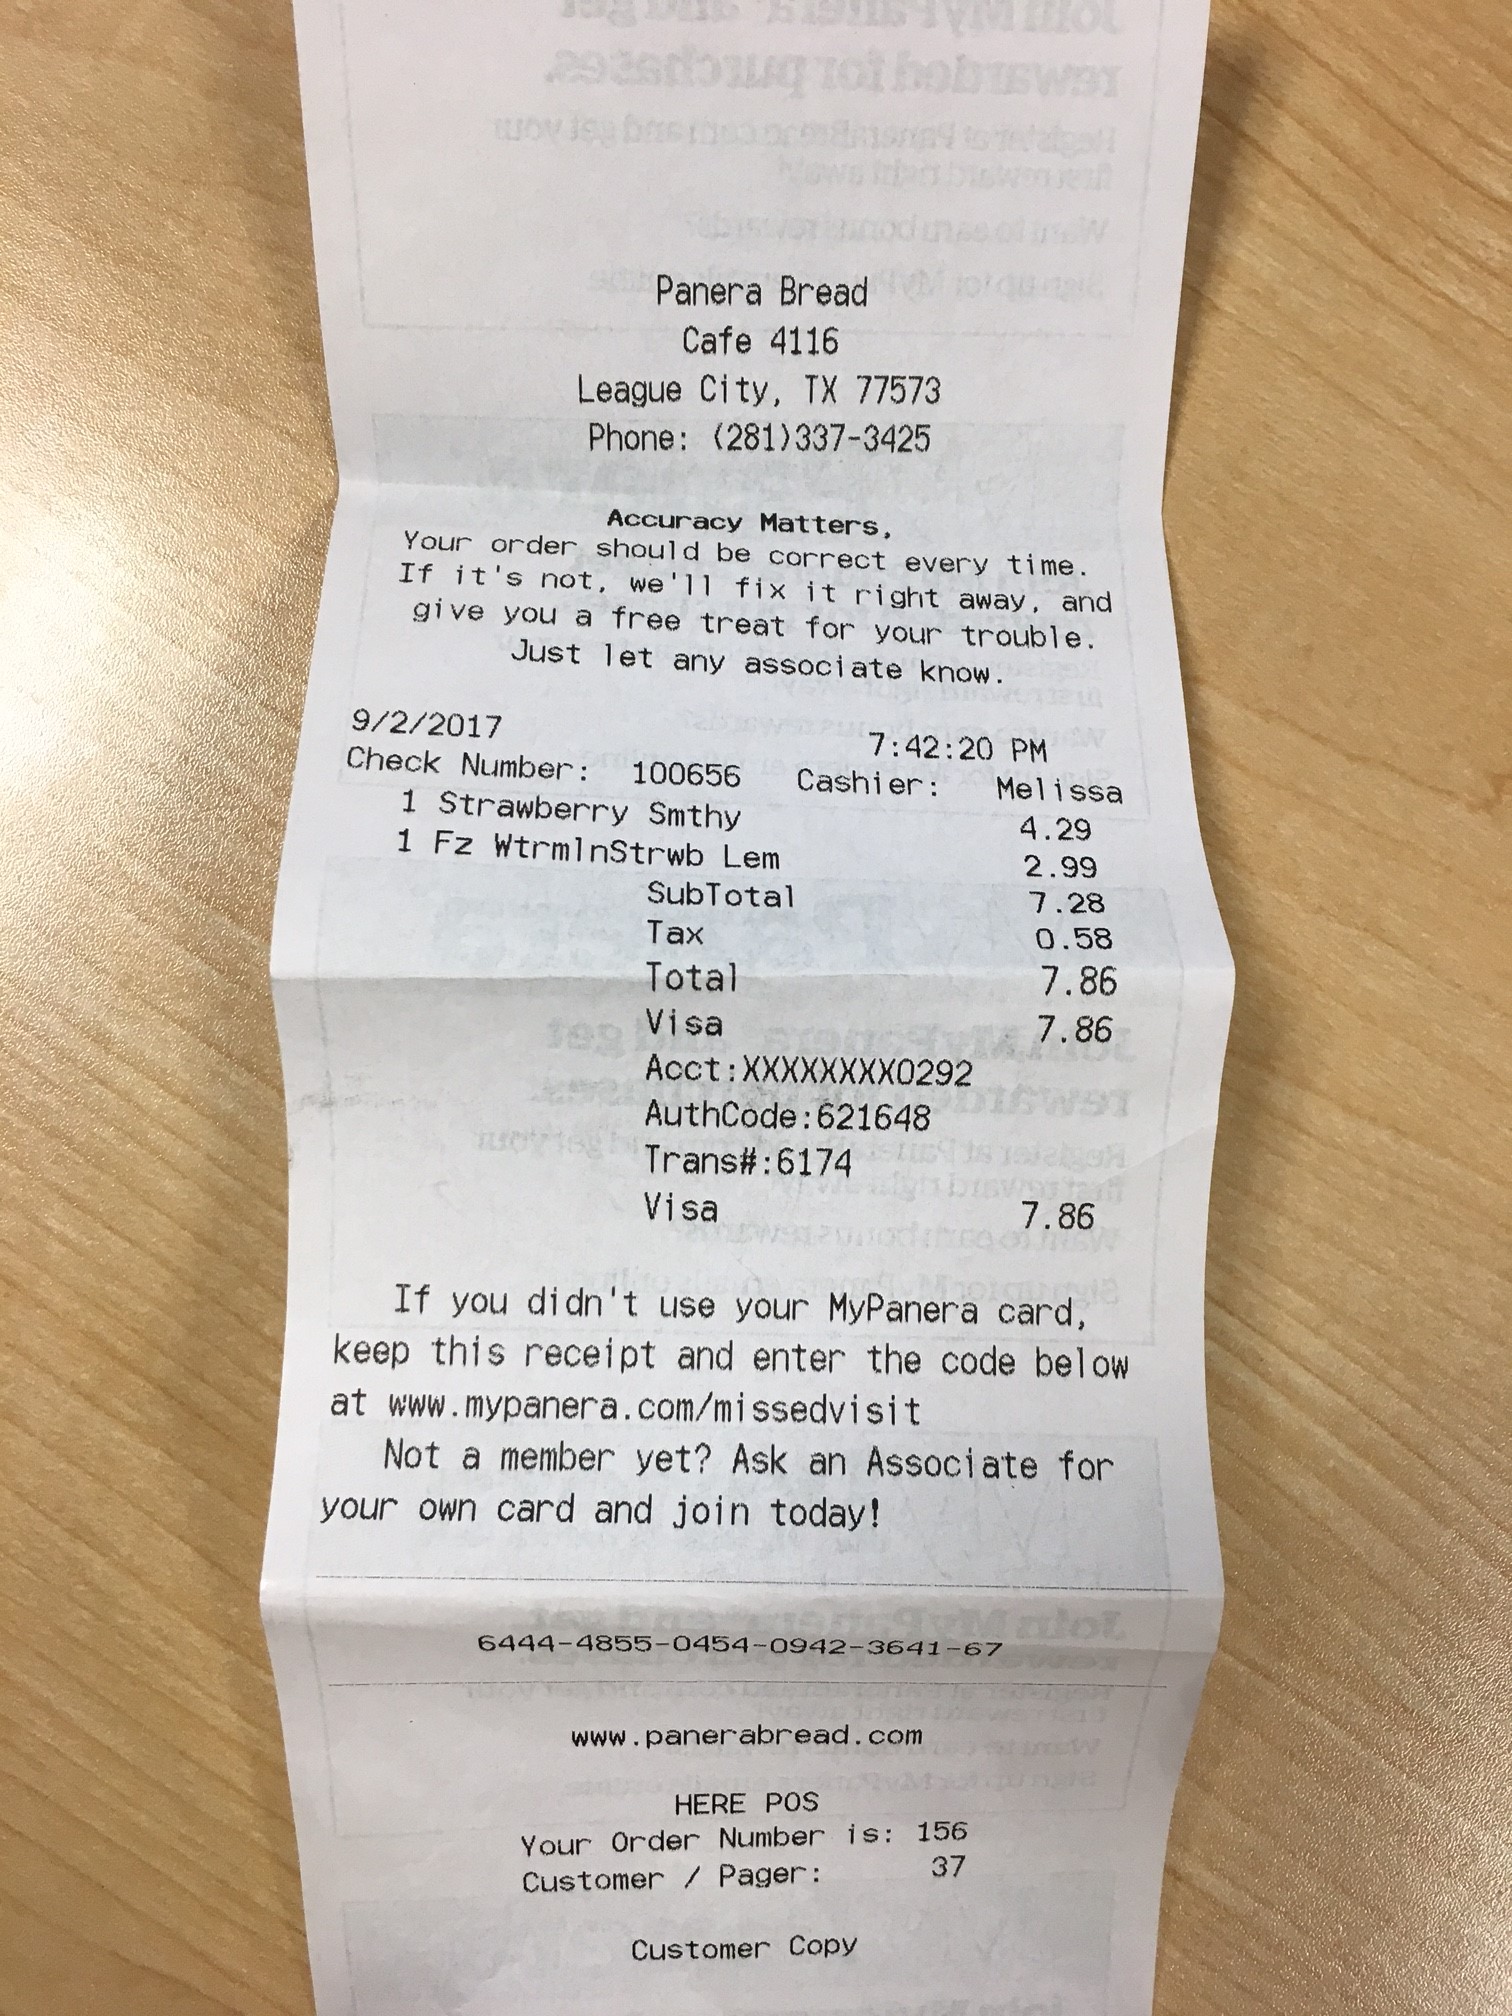 Panera Bread
Cafe 4116
League City, TX 77573
Phone: (281)337-3425
Accuracy Matters,
Your order should be correct every time.
If it's not, we'll fix it right away, and
give you a free treat for your trouble.
Just let any associate know.
9/2/2017 7:42:20 PM
Check Number: 100656 Cashier: Melissa
1 Strawberry Smthy 4.29
1 Fz WtrmlnStrwb Lem 2.99
SubTotal 7.28
Tax 0.58
Total 7.86
Visa 7.86
Acct:XXXXXXXX0292
AuthCode:621648
Trans#:6174
Visa 7.86
If you didn't use your MyPanera card,
keep this receipt and enter the code below
at www.mypanera.com/missedvisit
Not a member yet? Ask an Associate for
your own card and join today!
6444-4855-0454-0942-3641-67
www.panerabread.com
HERE POS
Your Order Number is: 156
Customer / Pager: 37
Customer Copy